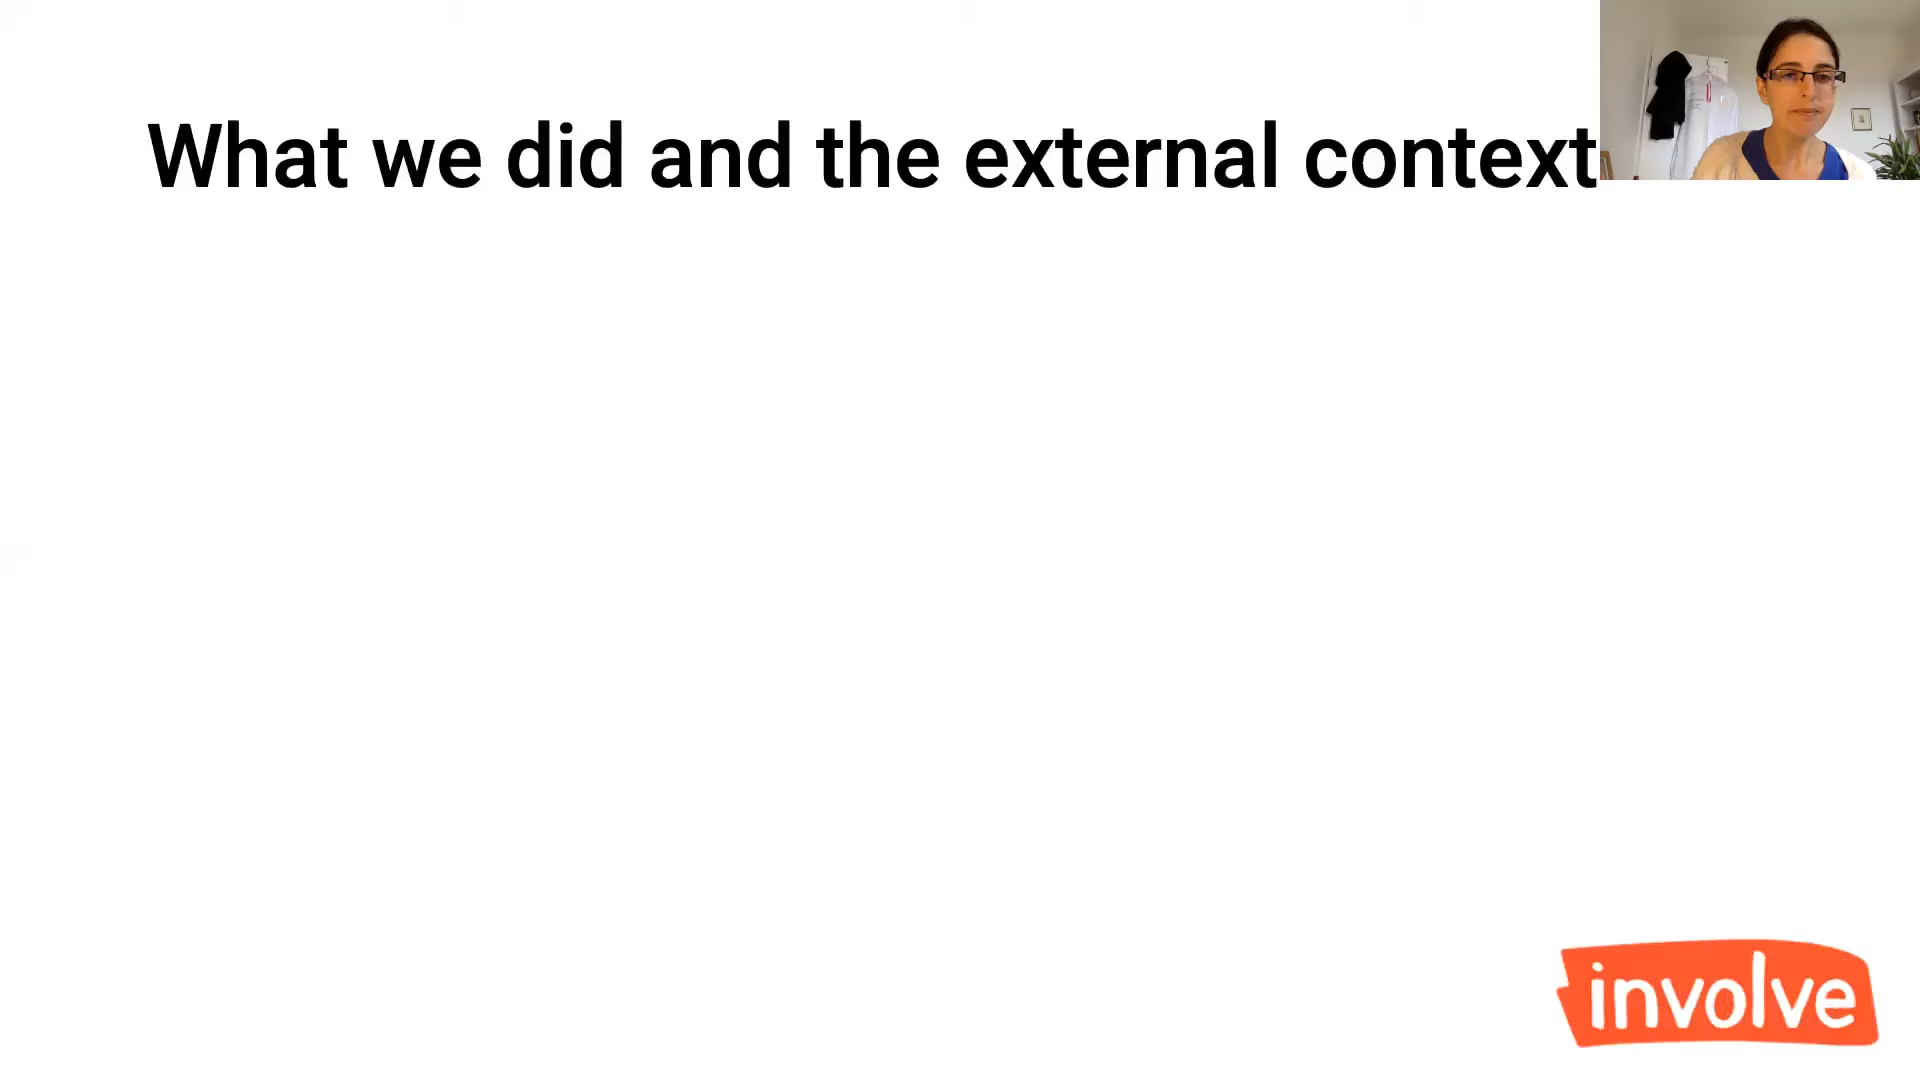 What we did and the external context
involve